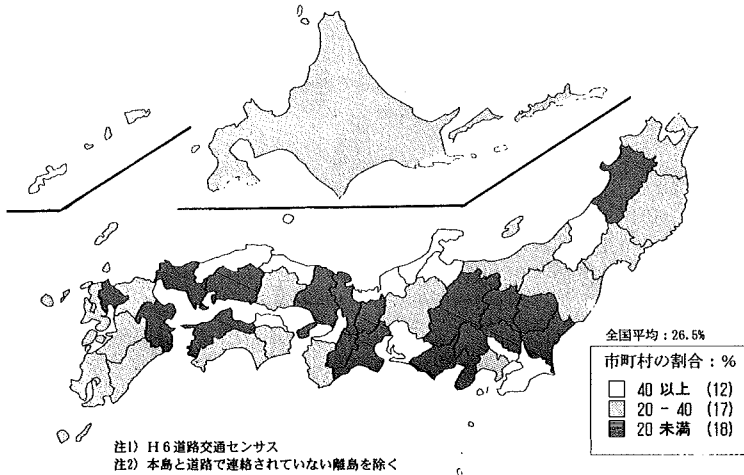 全国平均：26.5%
市町村の割合：%
40 以上 (12)
20 － 40 (17)
20 未満 (18)
注1) Ｈ６道路交通センサス
注2) 本島と道路で連絡されていない離島を除く